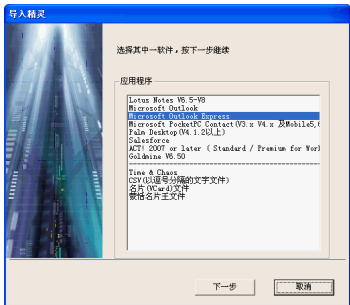 导入精灵
选择其中一软件，按下一步继续
应用程序
Lotus Notes V6.5-V8
Microsoft Outlook
Microsoft Outlook Express
Microsoft PocketPC Contact(V3.x V4.x 及Mobile5,6
Palm Desktop(V4.1.2以上)
Salesforce
ACT! 2007 or later ( Standard / Premium for Worl
Goldmine V6.50
Time & Chaos
CSV(以逗号分隔的文字文件)
名片(VCard)文件
蒙恬名片王文件
下一步
取消